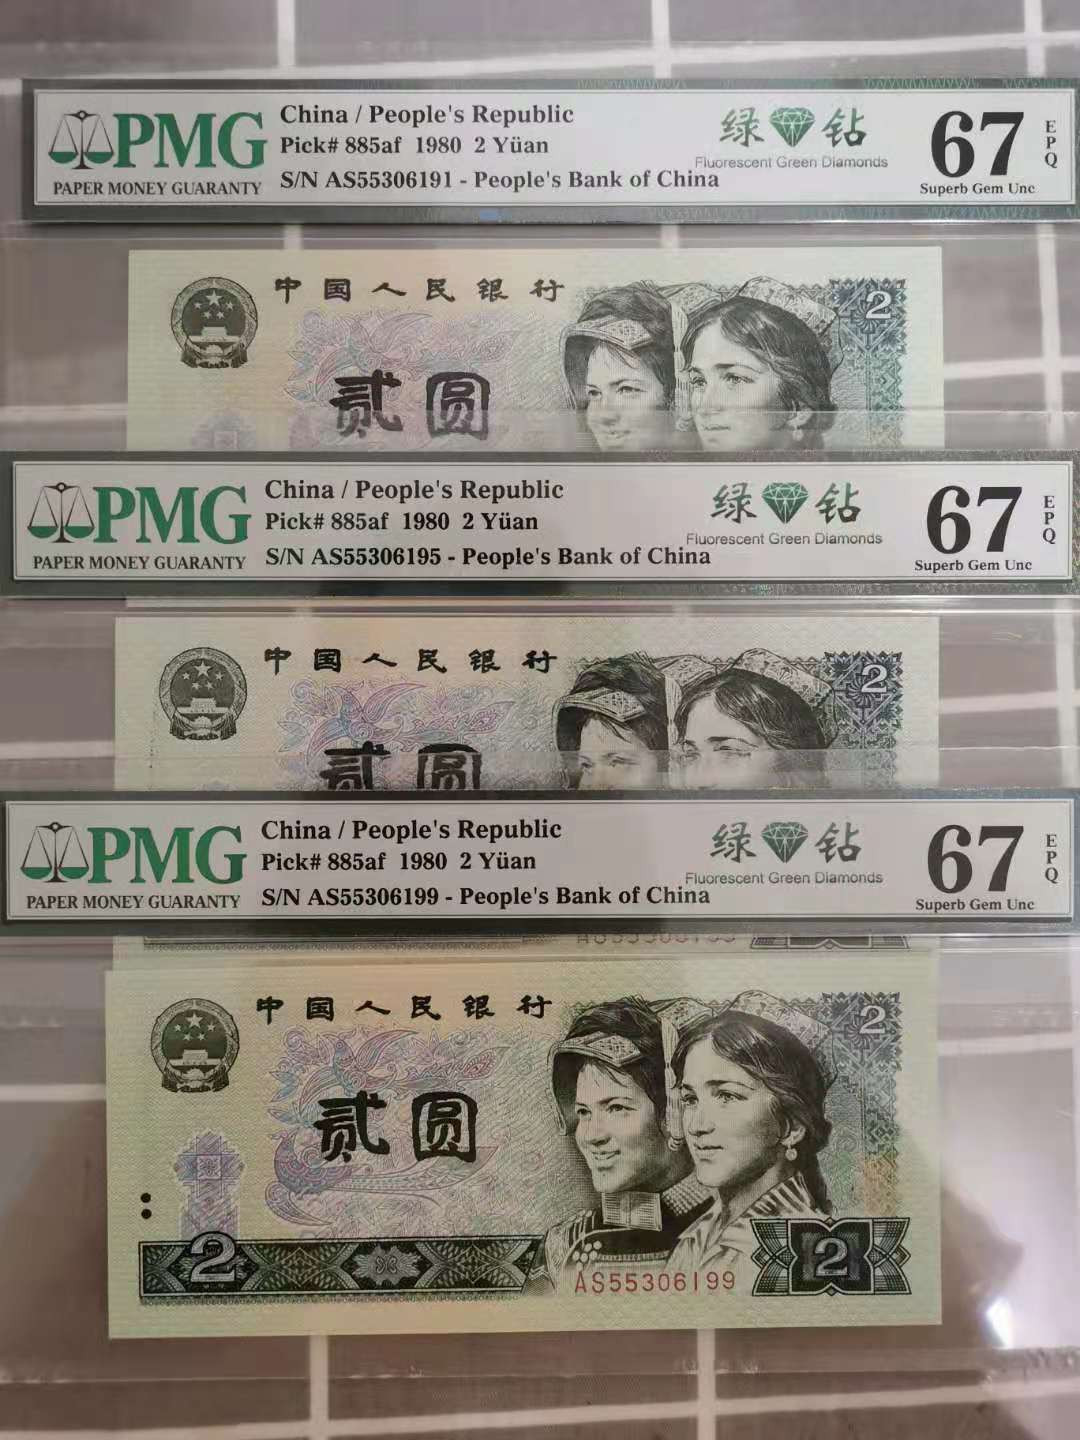 PMG
PAPER MONEY GUARANTY
China / People's Republic
Pick# 885af 1980 2 Yüan
S/N AS55306191 - People's Bank of China
绿 钻
Fluorescent Green Diamonds
67
EPQ
Superb Gem Unc
中国人民银行
2
贰圆
PMG
PAPER MONEY GUARANTY
China / People's Republic
Pick# 885af 1980 2 Yüan
S/N AS55306195 - People's Bank of China
绿 钻
Fluorescent Green Diamonds
67
EPQ
Superb Gem Unc
中国人民银行
2
贰圆
PMG
PAPER MONEY GUARANTY
China / People's Republic
Pick# 885af 1980 2 Yüan
S/N AS55306199 - People's Bank of China
绿 钻
Fluorescent Green Diamonds
67
EPQ
Superb Gem Unc
AS55306199
中国人民银行
2
贰圆
2
AS55306199
2